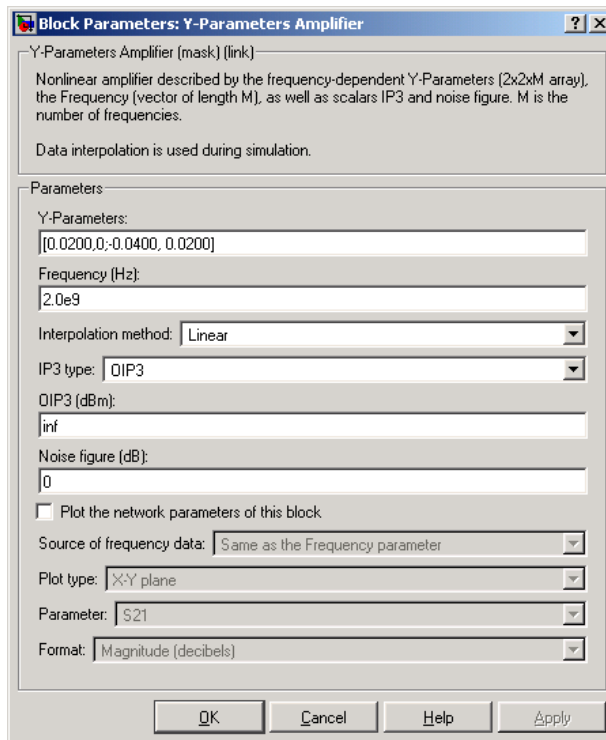 Block Parameters: Y-Parameters Amplifier
Y-Parameters Amplifier (mask) (link)
Nonlinear amplifier described by the frequency-dependent Y-Parameters (2x2xM array),
the Frequency (vector of length M), as well as scalars IP3 and noise figure. M is the
number of frequencies.
Data interpolation is used during simulation.
Parameters
Y-Parameters:
[0.0200,0;-0.0400, 0.0200]
Frequency (Hz):
2.0e9
Interpolation method: Linear
IP3 type: OIP3
OIP3 (dBm):
inf
Noise figure (dB):
0
Plot the network parameters of this block
Source of frequency data: Same as the Frequency parameter
Plot type: X-Y plane
Parameter: S21
Format: Magnitude (decibels)
OK Cancel Help Apply